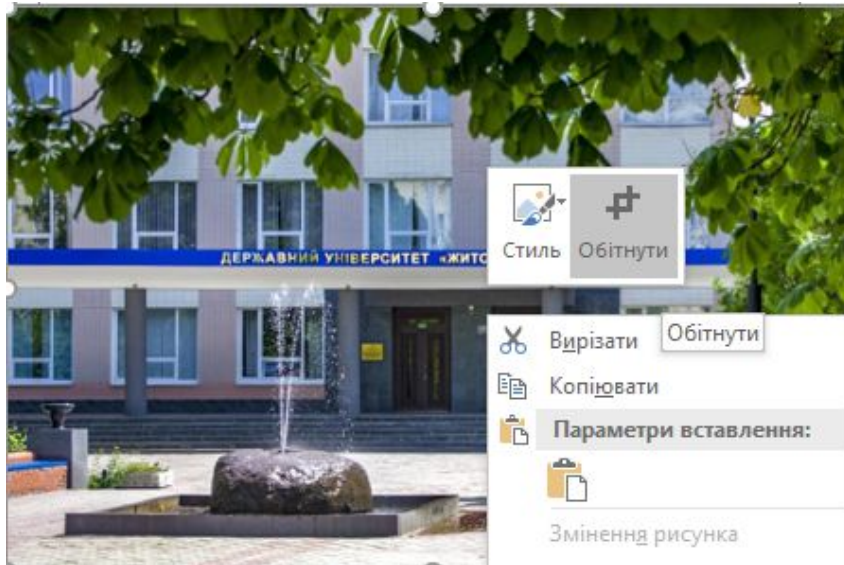 ДЕРЖАВНИЙ УНІВЕРСИТЕТ «ЖИТО
Стиль
Обітнути
Вирізати
Обітнути
Копіювати
Параметри вставлення:
Змінення рисунка